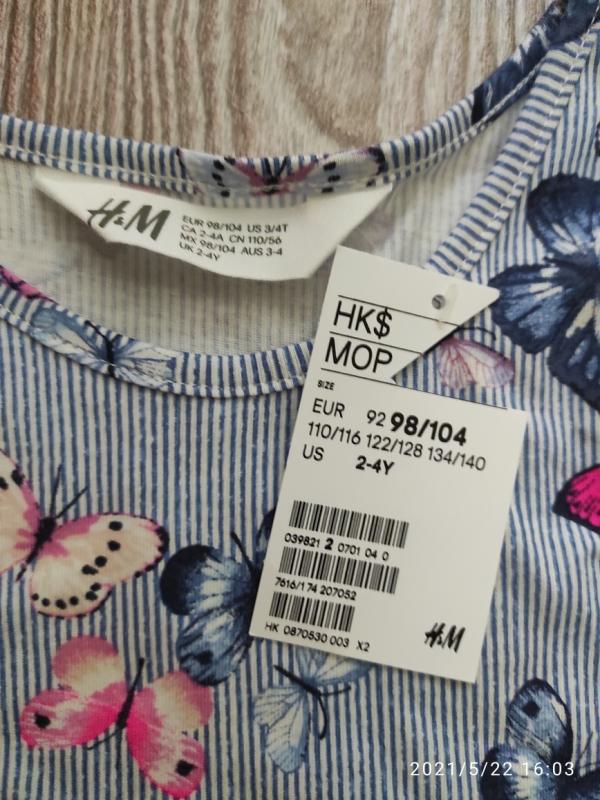 H&M
EUR 98/104 US 3/4T
CA 2-4A CN 110/56
MX 98/104 AUS 3-4
UK 2-4Y
HK$
MOP
SIZE
EUR 92 98/104
110/116 122/128 134/140
US 2-4Y
039821 2 0701 04 0
7616/174 207052
HK 0870530 003 X2
H&M
2021/5/22 16:03